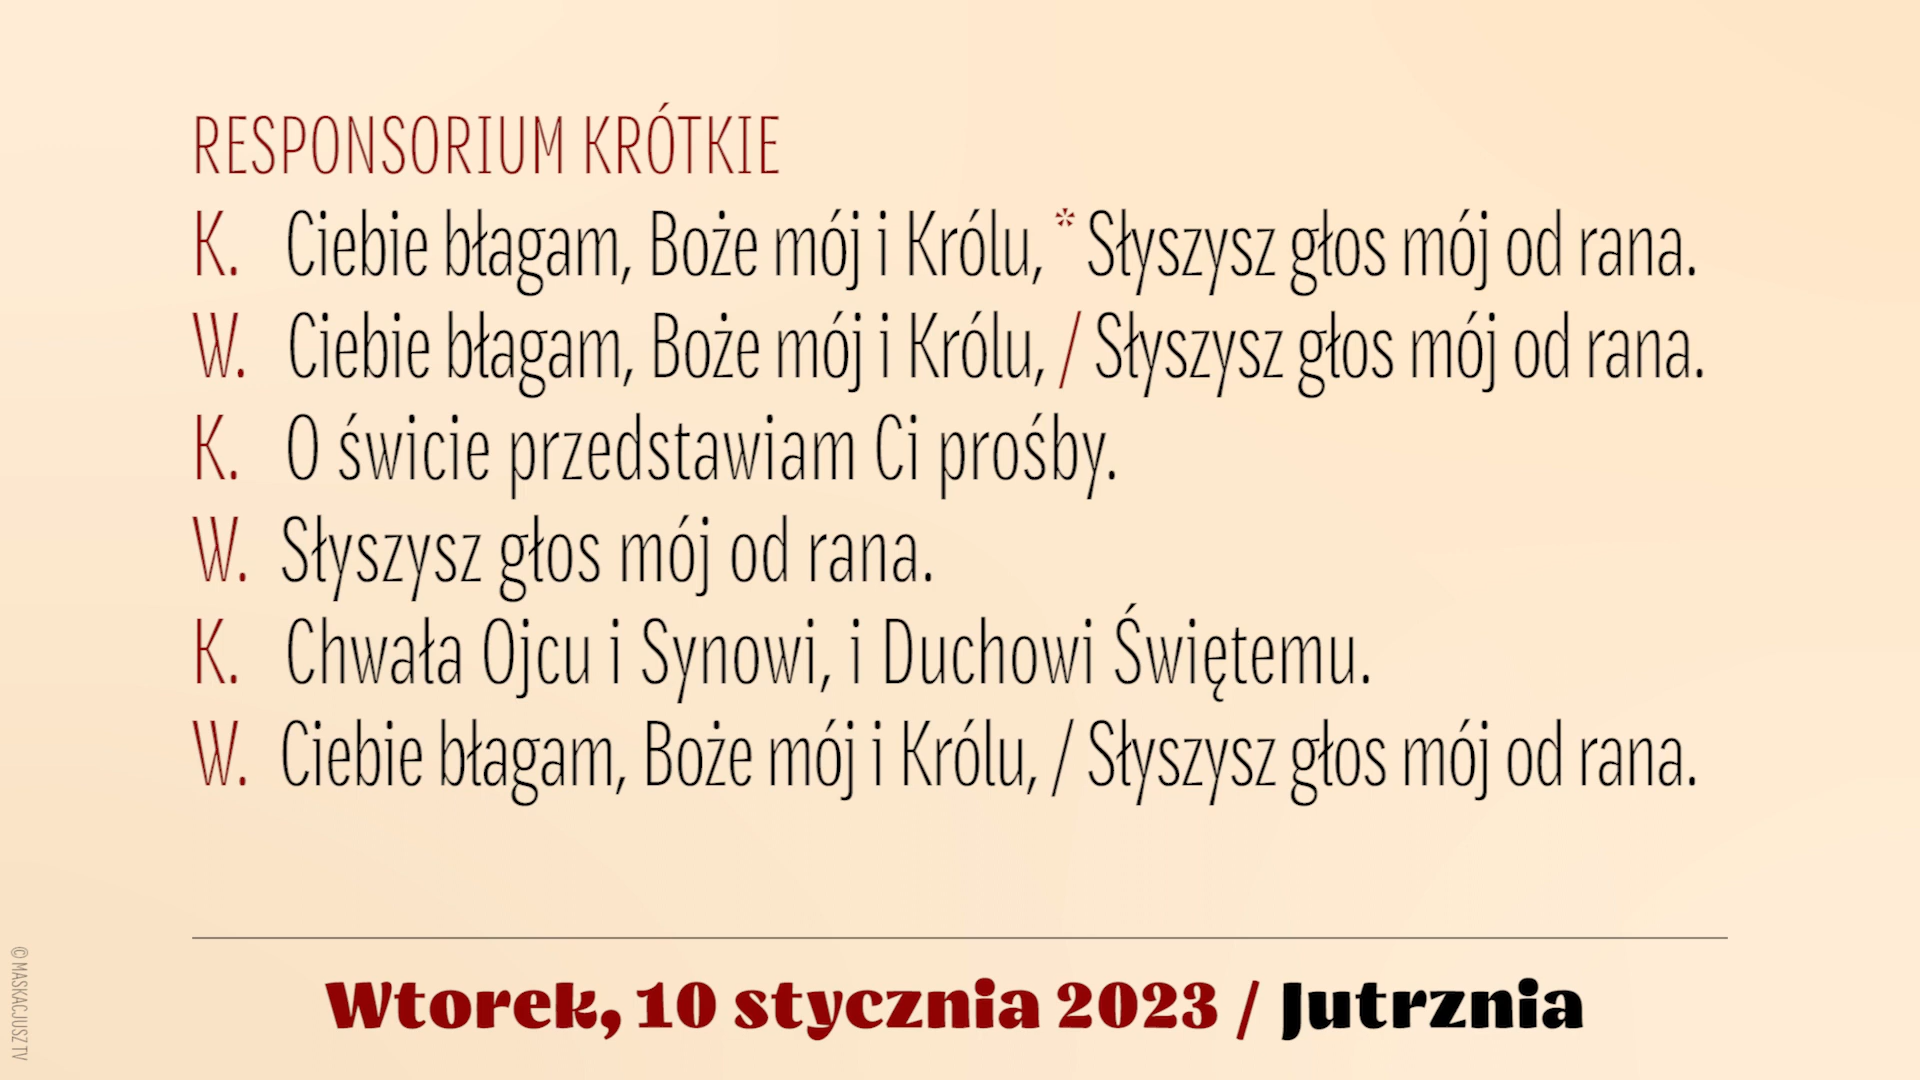 RESPONSORIUM KRÓTKIE
K. Ciebie błagam, Boże mój i Królu, * Słyszysz głos mój od rana.
W. Ciebie błagam, Boże mój i Królu, / Słyszysz głos mój od rana.
K. O świcie przedstawiam Ci prośby.
W. Słyszysz głos mój od rana.
K. Chwała Ojcu i Synowi, i Duchowi Świętemu.
W. Ciebie błagam, Boże mój i Królu, / Słyszysz głos mój od rana.
Wtorek, 10 stycznia 2023 / Jutrznia
© MASKACJUSZ TV